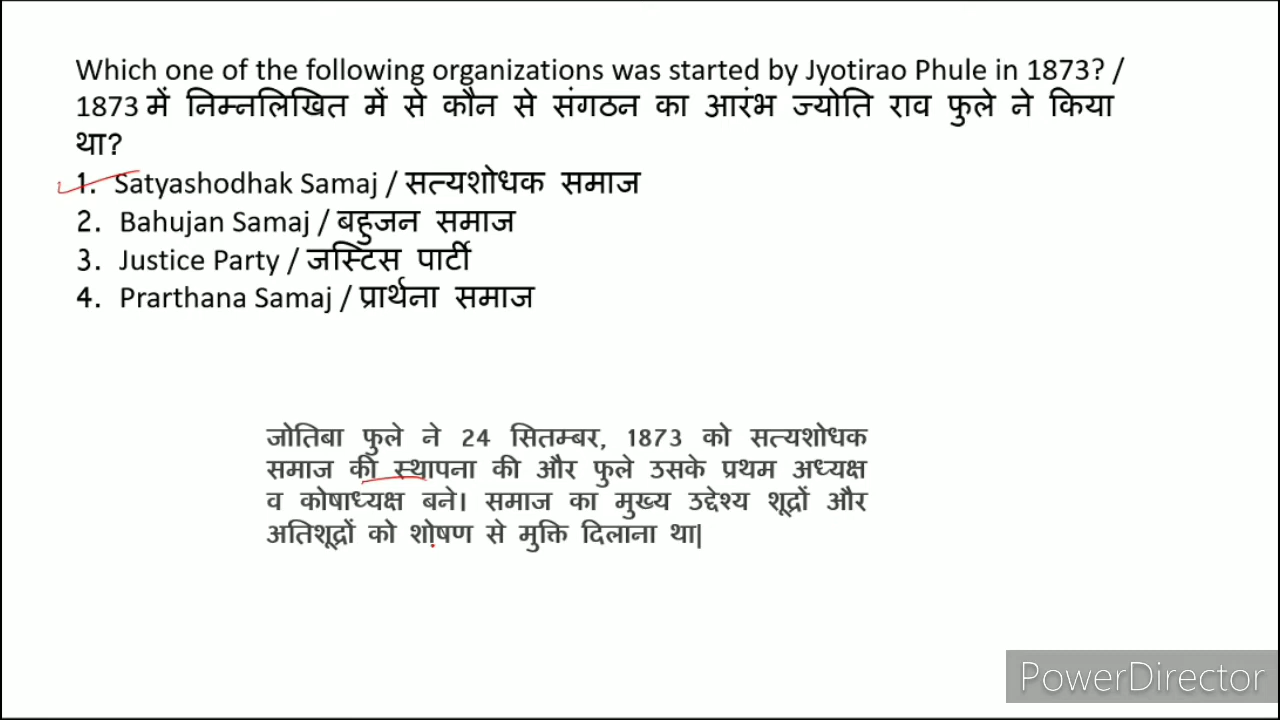 Which one of the following organizations was started by Jyotirao Phule in 1873? /
1873 में निम्नलिखित में से कौन से संगठन का आरंभ ज्योति राव फुले ने किया
था?
1. Satyashodhak Samaj / सत्यशोधक समाज
2. Bahujan Samaj / बहुजन समाज
3. Justice Party / जस्टिस पार्टी
4. Prarthana Samaj / प्रार्थना समाज
जोतिबा फुले ने 24 सितम्बर, 1873 को सत्यशोधक
समाज की स्थापना की और फुले उसके प्रथम अध्यक्ष
व कोषाध्यक्ष बने। समाज का मुख्य उद्देश्य शूद्रों और
अतिशूद्रों को शोषण से मुक्ति दिलाना था|
PowerDirector